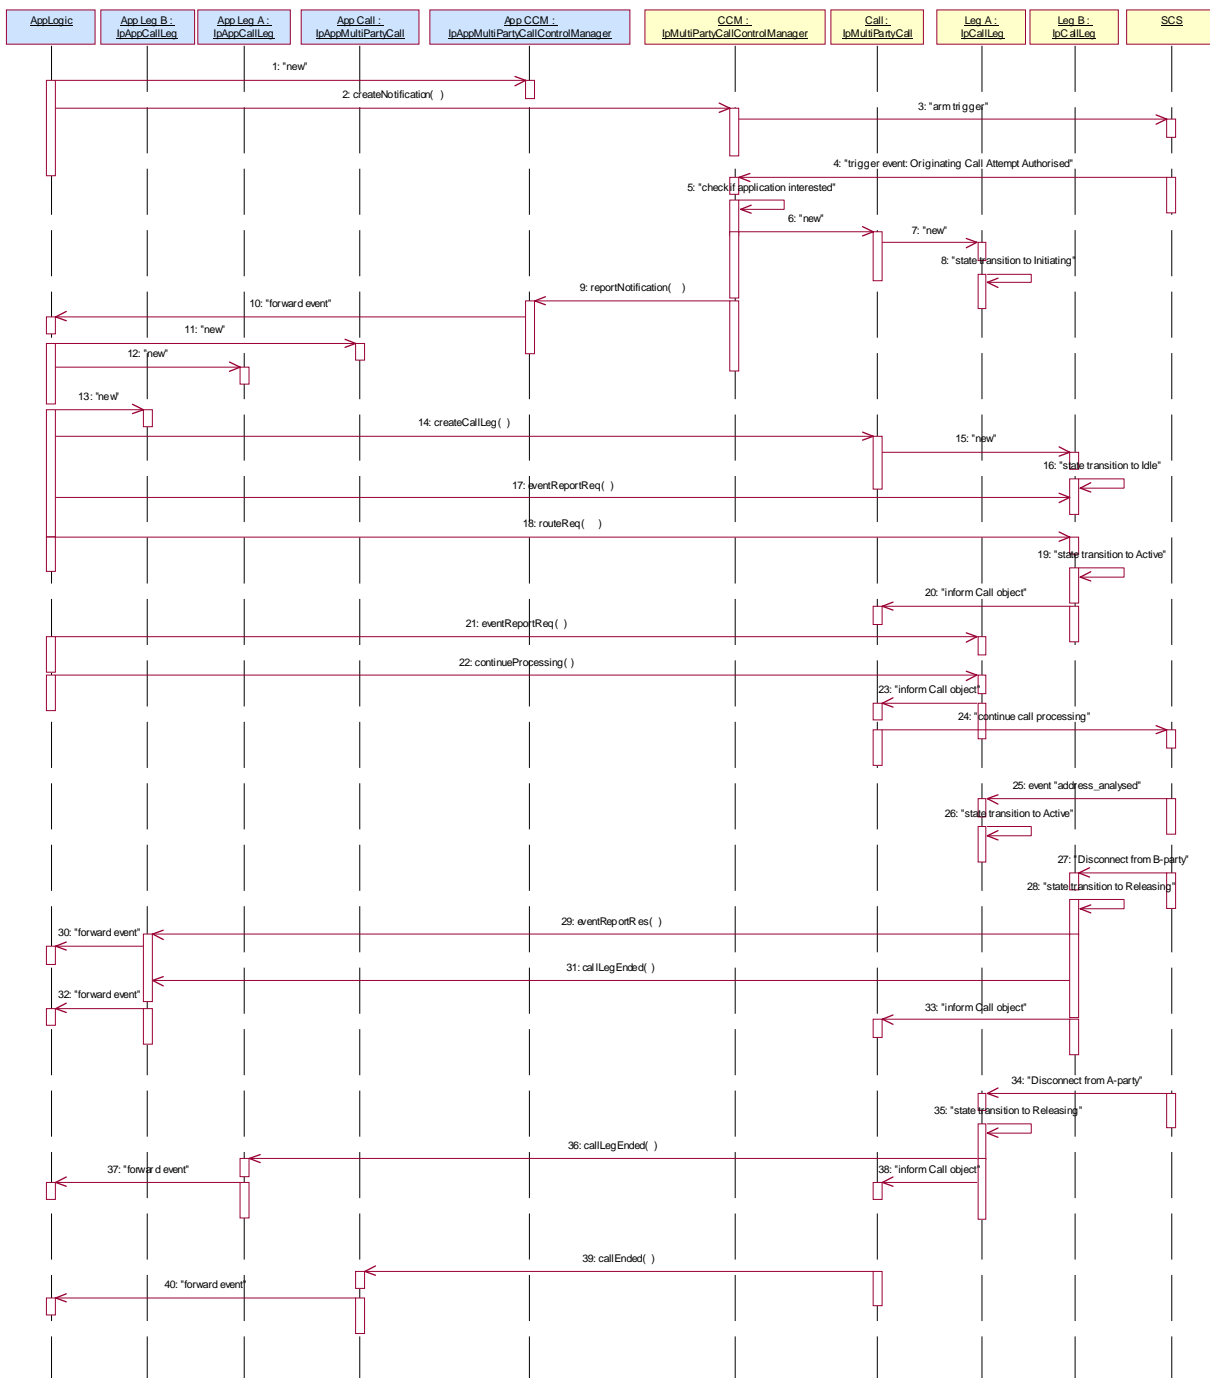 AppLogic
App Leg B :
IpAppCallLeg
App Leg A :
IpAppCallLeg
App Call :
IpAppMultiPartyCall
App CCM :
IpAppMultiPartyCallControlManager
CCM :
IpMultiPartyCallControlManager
Call :
IpMultiPartyCall
Leg A :
IpCallLeg
Leg B :
IpCallLeg
SCS
1: "new"
2: createNotification( )
3: "arm trigger"
4: "trigger event: Originating Call Attempt Authorised"
5: "check if application interested"
6: "new"
7: "new"
8: "state transition to Initiating"
9: reportNotification( )
10: "forward event"
11: "new"
12: "new"
13: "new"
14: createCallLeg( )
15: "new"
16: "state transition to Idle"
17: eventReportReq( )
18: routeReq( )
19: "state transition to Active"
20: "inform Call object"
21: eventReportReq( )
22: continueProcessing( )
23: "inform Call object"
24: "continue call processing"
25: event "address_analysed"
26: "state transition to Active"
27: "Disconnect from B-party"
28: "state transition to Releasing"
29: eventReportRes( )
30: "forward event"
31: callLegEnded( )
32: "forward event"
33: "inform Call object"
34: "Disconnect from A-party"
35: "state transition to Releasing"
36: callLegEnded( )
37: "forward event"
38: "inform Call object"
39: callEnded( )
40: "forward event"